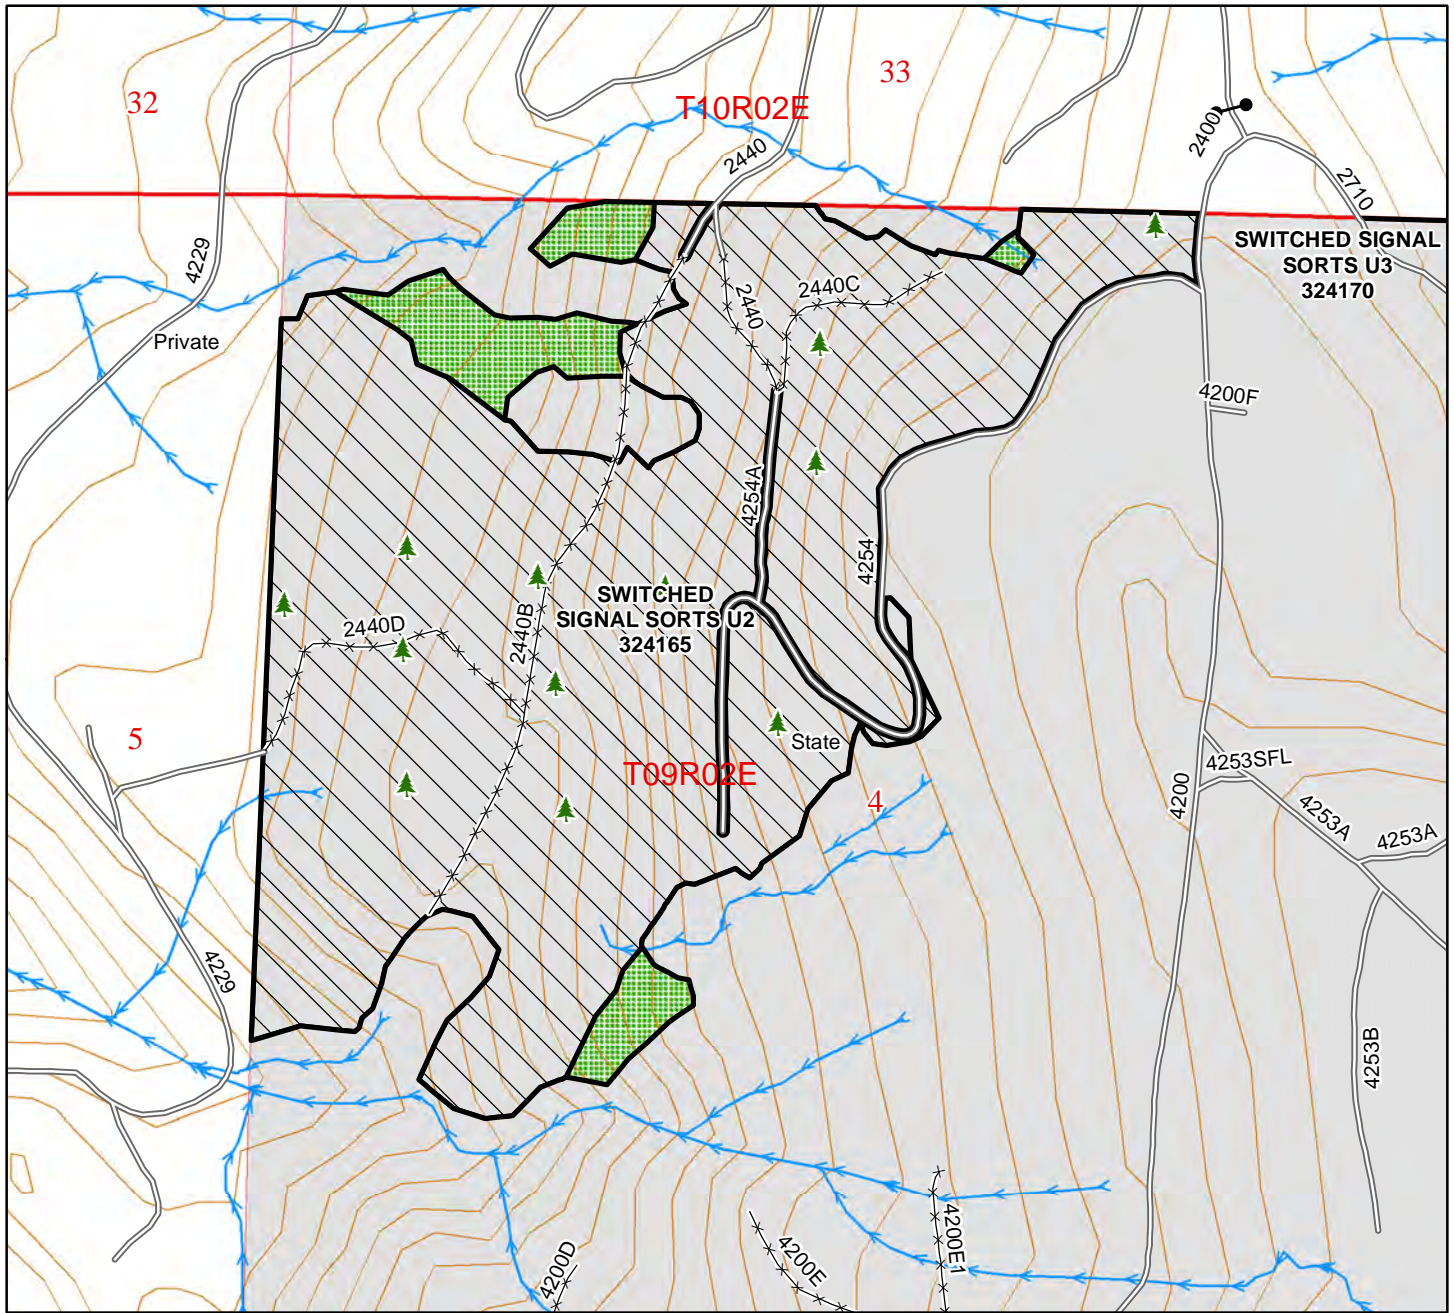 33
32
T10R02E
2400
2440
2710
SWITCHED SIGNAL
SORTS U3
324170
4229
2440C
2440
Private
4200F
4254A
4254
SWITCHED
SIGNAL SORTS U2
324165
2440D
2440B
5
State
T09R02E
4
4253SFL
4200
4253A
4253A
4229
4253B
4200E1
4200D
4200E